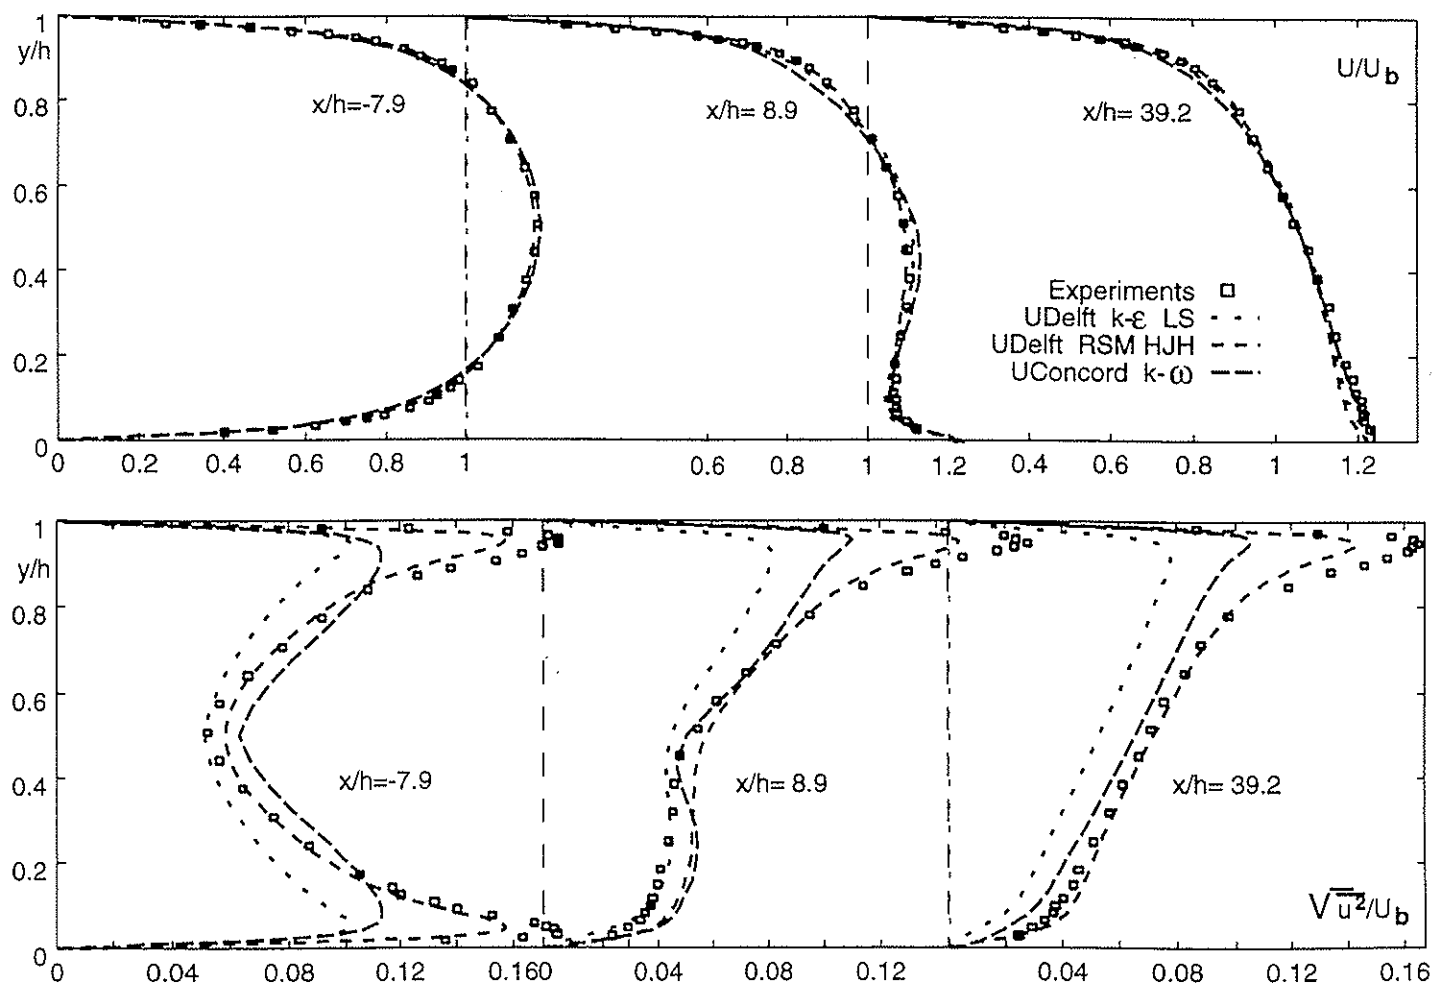 1
y/h
0.8
0.6
0.4
0.2
0
x/h=-7.9
x/h= 8.9
x/h= 39.2
U/Ub
Experiments
UDelft k-ε LS
UDelft RSM HJH
UConcord k-ω
0 0.2 0.4 0.6 0.8 1 0.6 0.8 1 0.2 0.4 0.6 0.8 1 1.2
1
y/h
0.8
0.6
0.4
0.2
0
x/h=-7.9
x/h= 8.9
x/h= 39.2
√u²/Ub
0 0.04 0.08 0.12 0.160 0.04 0.08 0.12 0.04 0.08 0.12 0.16